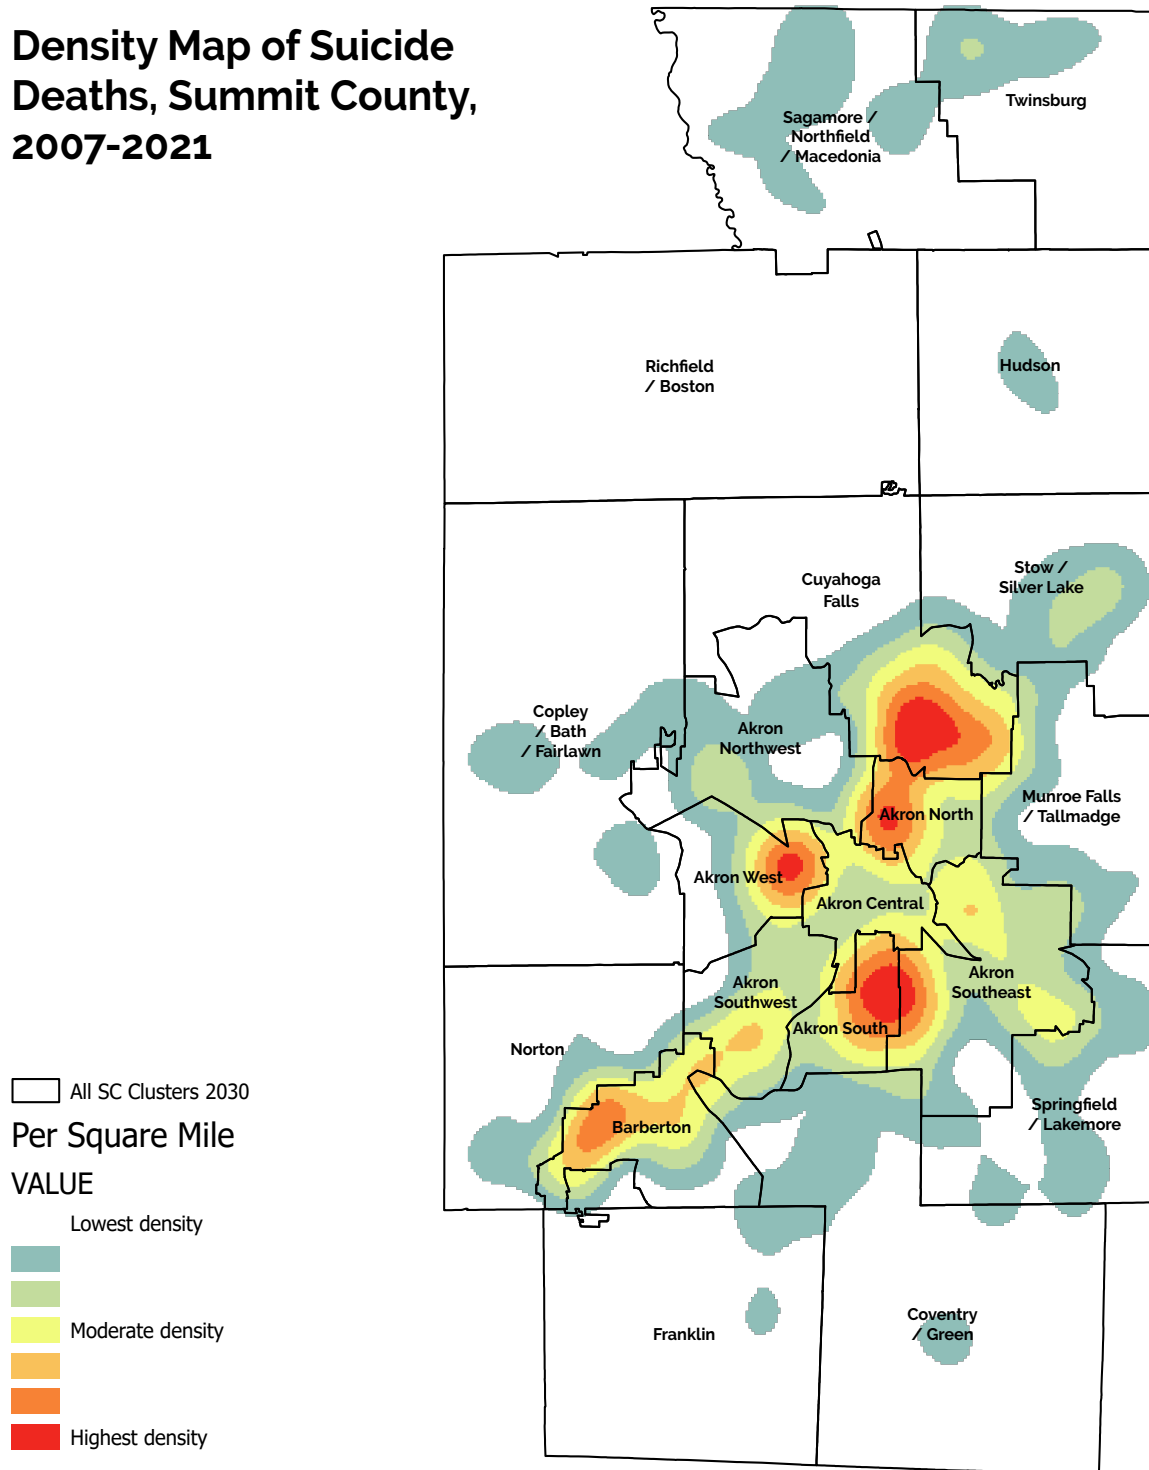 Density Map of Suicide
Deaths, Summit County,
2007-2021
Twinsburg
Sagamore /
Northfield
/ Macedonia
Richfield
/ Boston
Hudson
Cuyahoga
Falls
Stow /
Silver Lake
Copley
/ Bath
/ Fairlawn
Akron
Northwest
Munroe Falls
/ Tallmadge
Akron North
Akron West
Akron Central
Akron
Southwest
Akron
Southeast
Akron South
Norton
Barberton
Springfield
/ Lakemore
Franklin
Coventry
/ Green
All SC Clusters 2030
Per Square Mile
VALUE
Lowest density
Moderate density
Highest density